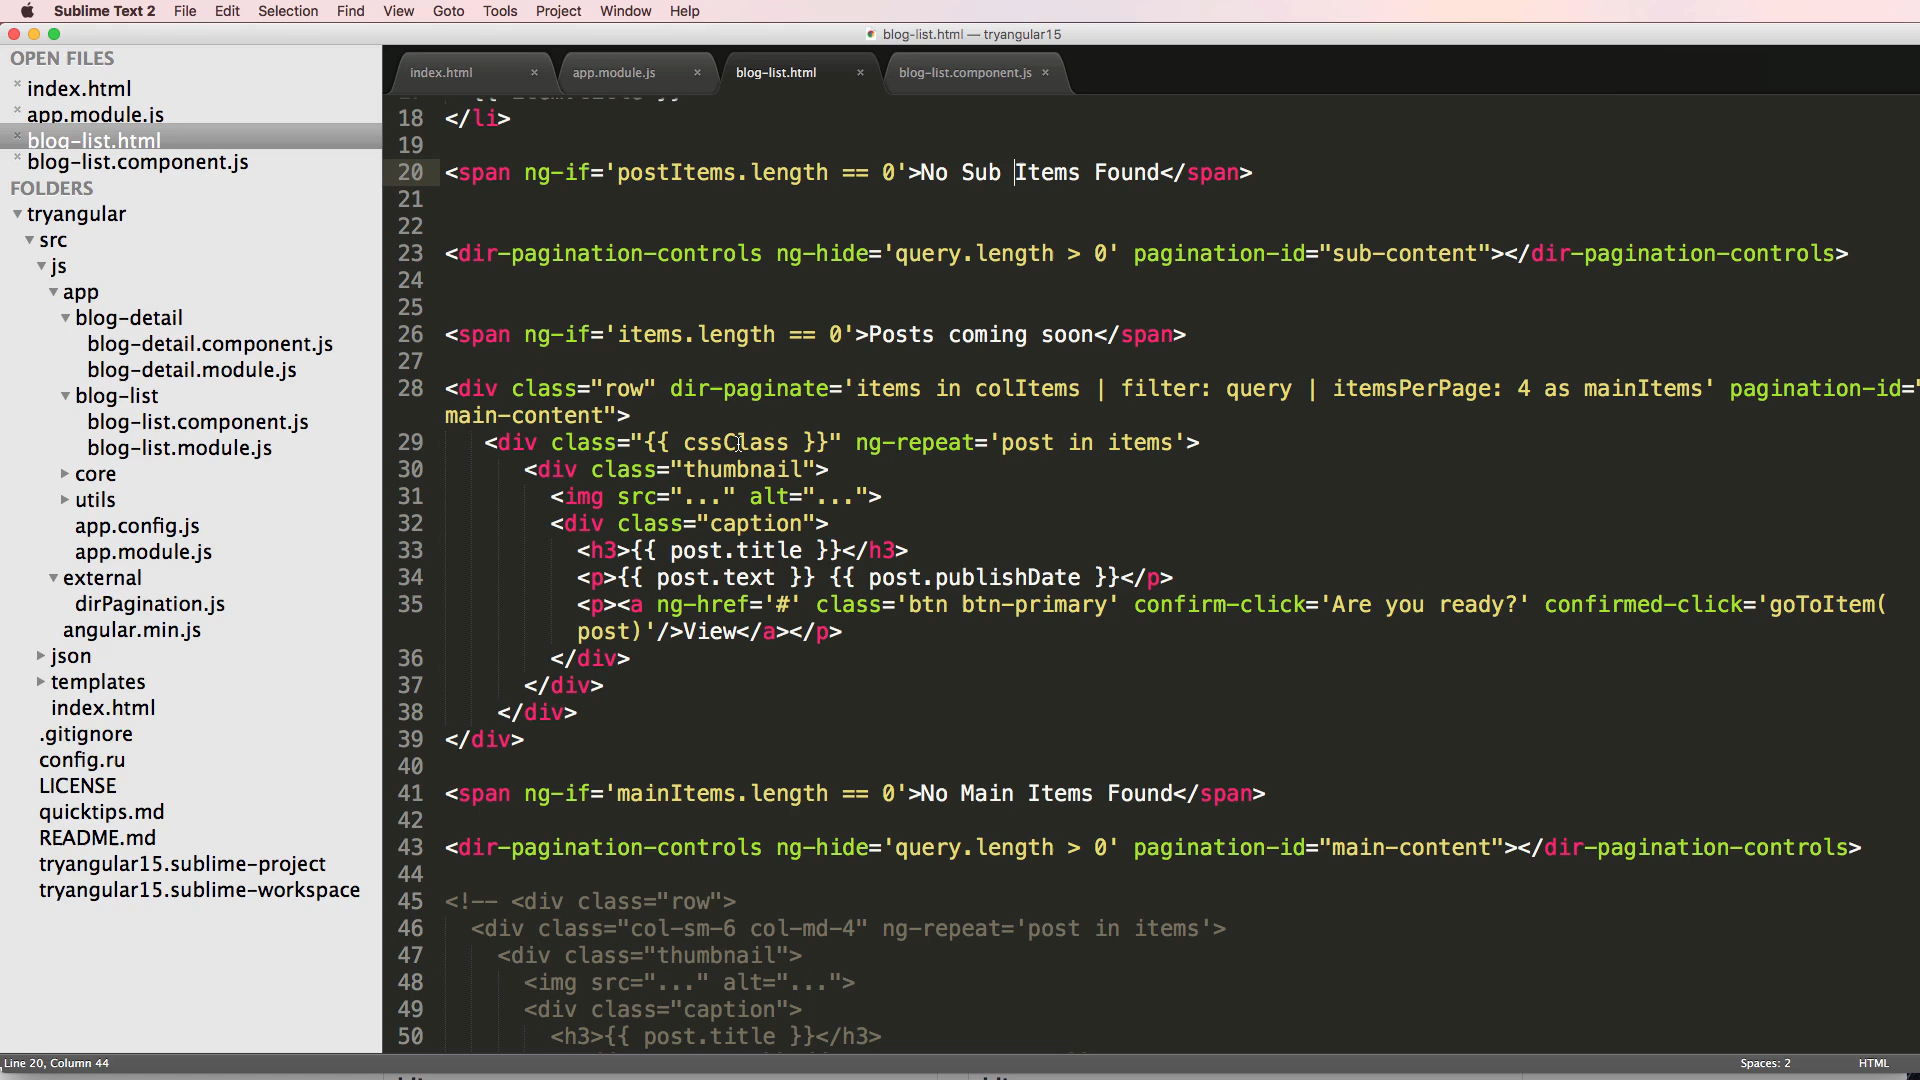 Sublime Text 2 File Edit Selection Find View Goto Tools Project Window Help
blog-list.html — tryangular15
OPEN FILES
index.html
app.module.js
blog-list.html
blog-list.component.js
FOLDERS
tryangular
src
js
app
blog-detail
blog-detail.component.js
blog-detail.module.js
blog-list
blog-list.component.js
blog-list.module.js
core
utils
app.config.js
app.module.js
external
dirPagination.js
angular.min.js
json
templates
index.html
.gitignore
config.ru
LICENSE
quicktips.md
README.md
tryangular15.sublime-project
tryangular15.sublime-workspace
index.html × app.module.js × blog-list.html × blog-list.component.js ×
18 </li>
19
20 <span ng-if='postItems.length == 0'>No Sub Items Found</span>
21
22
23 <dir-pagination-controls ng-hide='query.length > 0' pagination-id="sub-content"></dir-pagination-controls>
24
25
26 <span ng-if='items.length == 0'>Posts coming soon</span>
27
28 <div class="row" dir-paginate='items in colItems | filter: query | itemsPerPage: 4 as mainItems' pagination-id="
main-content">
29 <div class="{{ cssClass }}" ng-repeat='post in items'>
30 <div class="thumbnail">
31 <img src="..." alt="...">
32 <div class="caption">
33 <h3>{{ post.title }}</h3>
34 <p>{{ post.text }} {{ post.publishDate }}</p>
35 <p><a ng-href='#' class='btn btn-primary' confirm-click='Are you ready?' confirmed-click='goToItem(
post)'/>View</a></p>
36 </div>
37 </div>
38 </div>
39 </div>
40
41 <span ng-if='mainItems.length == 0'>No Main Items Found</span>
42
43 <dir-pagination-controls ng-hide='query.length > 0' pagination-id="main-content"></dir-pagination-controls>
44
45 <!-- <div class="row">
46 <div class="col-sm-6 col-md-4" ng-repeat='post in items'>
47 <div class="thumbnail">
48 <img src="..." alt="...">
49 <div class="caption">
50 <h3>{{ post.title }}</h3>
Line 20, Column 44 Spaces: 2 HTML